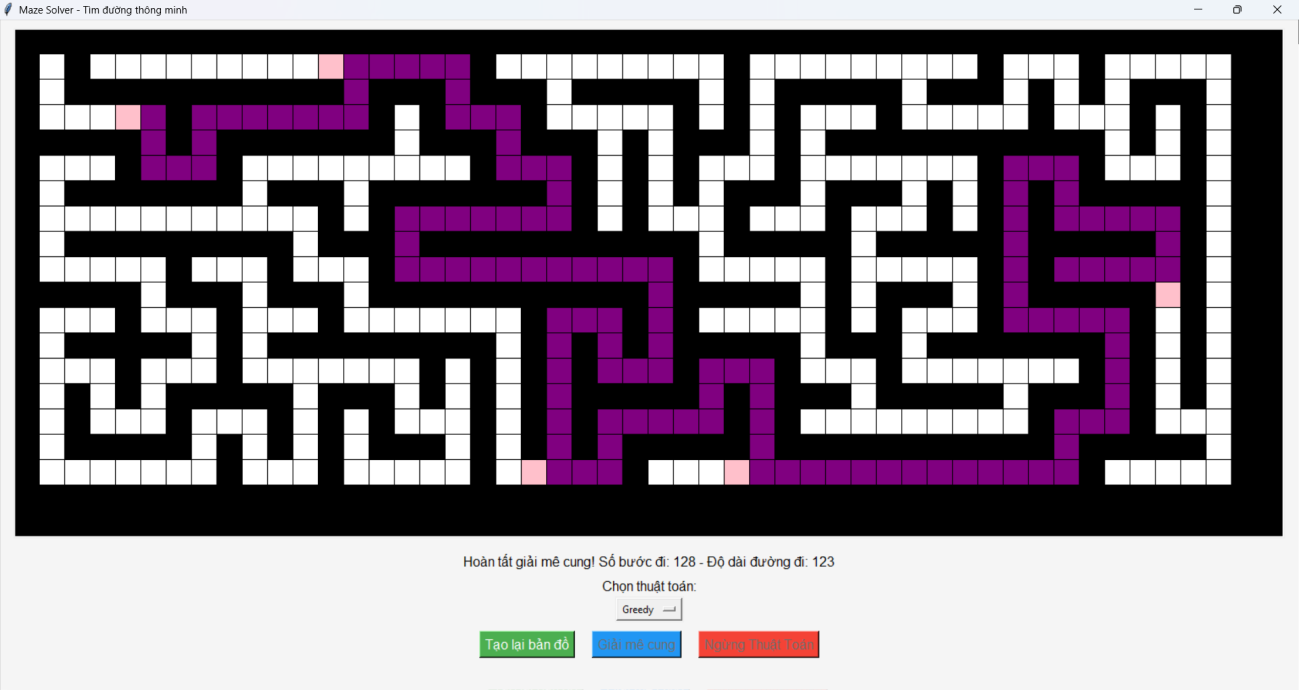 Maze Solver - Tìm đường thông minh
Hoàn tất giải mê cung! Số bước đi: 128 - Độ dài đường đi: 123
Chọn thuật toán:
Greedy
Tạo lại bản đồ
Giải mê cung
Ngưng Thuật Toán